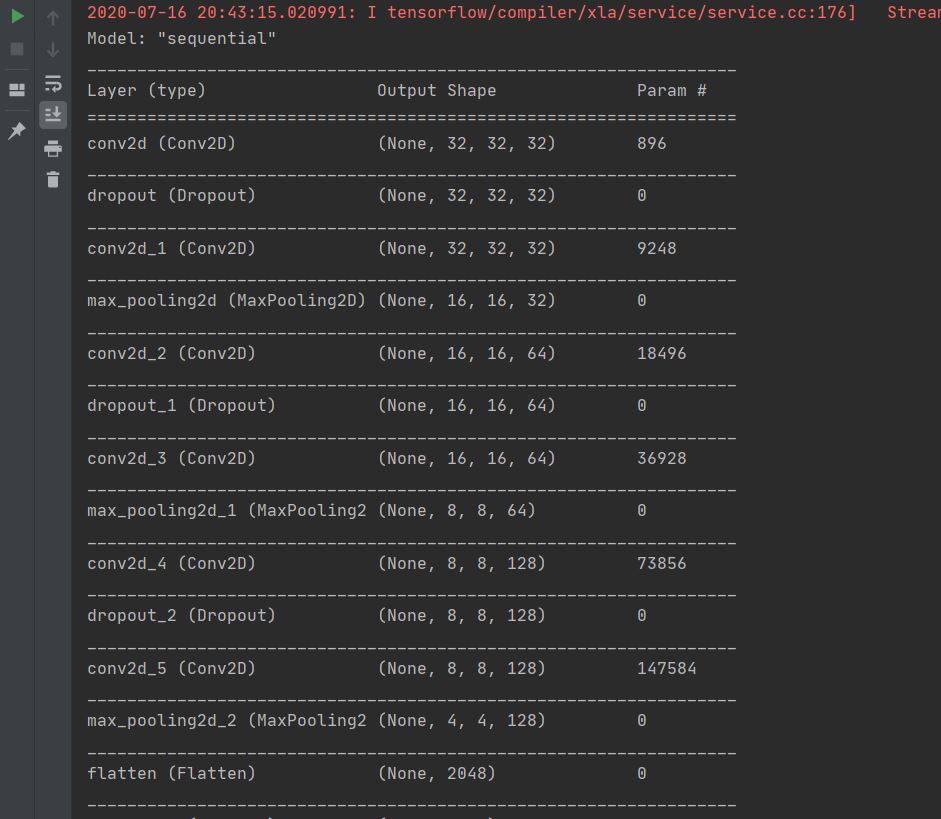 2020-07-16 20:43:15.020991: I tensorflow/compiler/xla/service/service.cc:176]   Strea
Model: "sequential"
_________________________________________________________________
Layer (type)                 Output Shape              Param #
=================================================================
conv2d (Conv2D)              (None, 32, 32, 32)        896
_________________________________________________________________
dropout (Dropout)            (None, 32, 32, 32)        0
_________________________________________________________________
conv2d_1 (Conv2D)            (None, 32, 32, 32)        9248
_________________________________________________________________
max_pooling2d (MaxPooling2D) (None, 16, 16, 32)        0
_________________________________________________________________
conv2d_2 (Conv2D)            (None, 16, 16, 64)        18496
_________________________________________________________________
dropout_1 (Dropout)          (None, 16, 16, 64)        0
_________________________________________________________________
conv2d_3 (Conv2D)            (None, 16, 16, 64)        36928
_________________________________________________________________
max_pooling2d_1 (MaxPooling2 (None, 8, 8, 64)          0
_________________________________________________________________
conv2d_4 (Conv2D)            (None, 8, 8, 128)         73856
_________________________________________________________________
dropout_2 (Dropout)          (None, 8, 8, 128)         0
_________________________________________________________________
conv2d_5 (Conv2D)            (None, 8, 8, 128)         147584
_________________________________________________________________
max_pooling2d_2 (MaxPooling2 (None, 4, 4, 128)         0
_________________________________________________________________
flatten (Flatten)            (None, 2048)              0
_________________________________________________________________